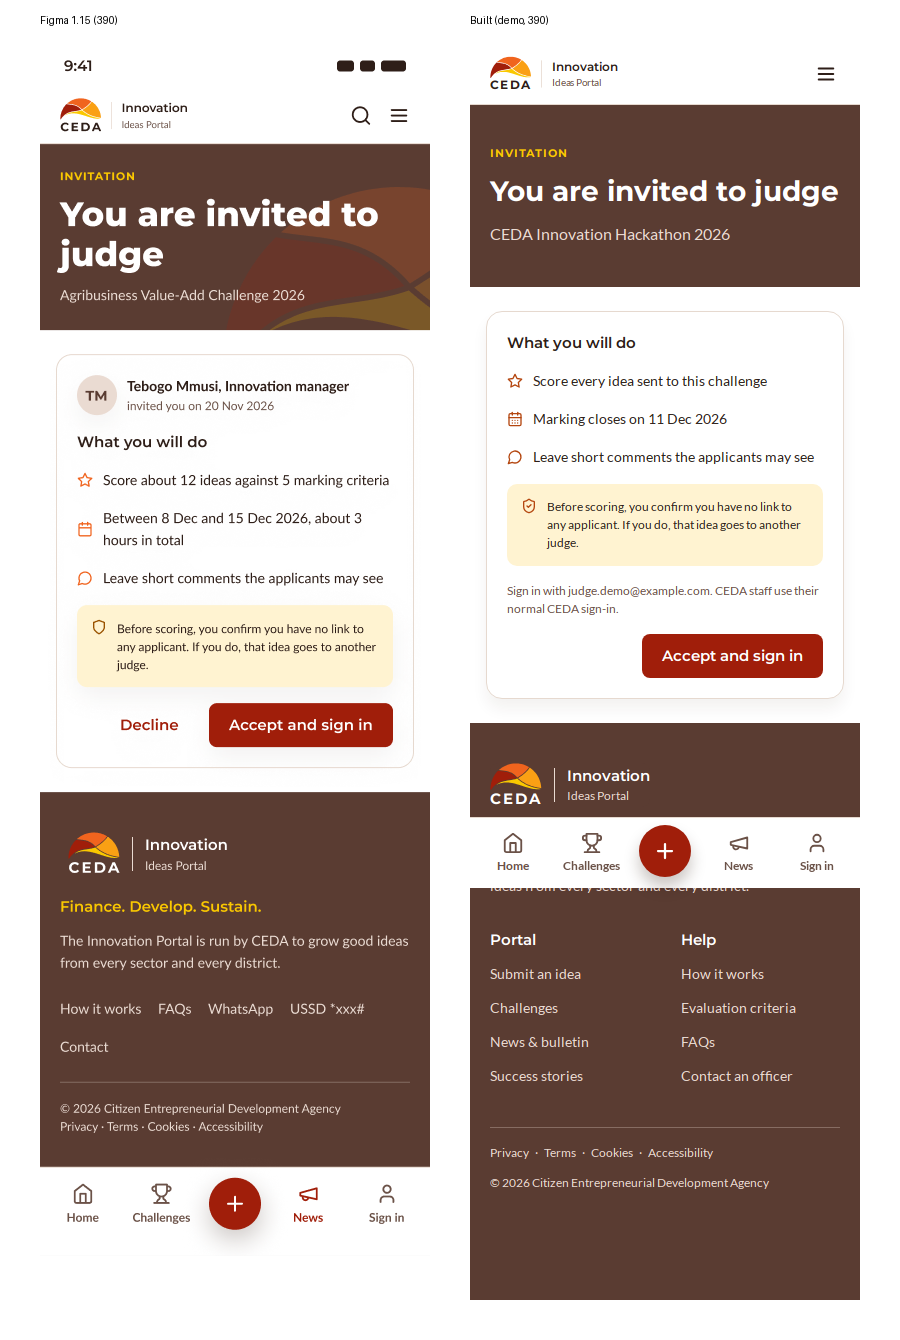 Figma 1.15 (390)
9:41
CEDA
Innovation
Ideas Portal
INVITATION
You are invited to
judge
Agribusiness Value-Add Challenge 2026
TM
Tebogo Mmusi, Innovation manager
invited you on 20 Nov 2026
What you will do
Score about 12 ideas against 5 marking criteria
Between 8 Dec and 15 Dec 2026, about 3
hours in total
Leave short comments the applicants may see
Before scoring, you confirm you have no link to
any applicant. If you do, that idea goes to another
judge.
Decline
Accept and sign in
CEDA
Innovation
Ideas Portal
Finance. Develop. Sustain.
The Innovation Portal is run by CEDA to grow good ideas
from every sector and every district.
How it works FAQs WhatsApp USSD *xxx#
Contact
© 2026 Citizen Entrepreneurial Development Agency
Privacy · Terms · Cookies · Accessibility
Home Challenges News Sign in
Built (demo, 390)
CEDA
Innovation
Ideas Portal
INVITATION
You are invited to judge
CEDA Innovation Hackathon 2026
What you will do
Score every idea sent to this challenge
Marking closes on 11 Dec 2026
Leave short comments the applicants may see
Before scoring, you confirm you have no link to
any applicant. If you do, that idea goes to another
judge.
Sign in with judge.demo@example.com. CEDA staff use their
normal CEDA sign-in.
Accept and sign in
CEDA
Innovation
Ideas Portal
Home Challenges News Sign in
ideas from every sector and every district.
Portal
Submit an idea
Challenges
News & bulletin
Success stories
Help
How it works
Evaluation criteria
FAQs
Contact an officer
Privacy · Terms · Cookies · Accessibility
© 2026 Citizen Entrepreneurial Development Agency